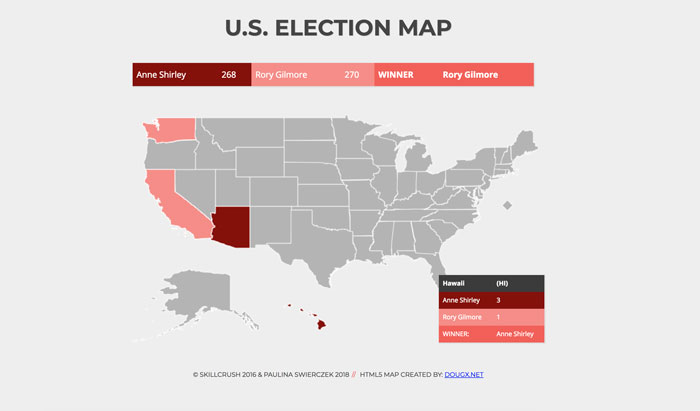 U.S. ELECTION MAP
Anne Shirley 268 Rory Gilmore 270 WINNER Rory Gilmore
Hawaii (HI)
Anne Shirley 3
Rory Gilmore 1
WINNER: Anne Shirley
© SKILLCRUSH 2016 & PAULINA SWIERCZEK 2018 // HTML5 MAP CREATED BY: DOUGX.NET